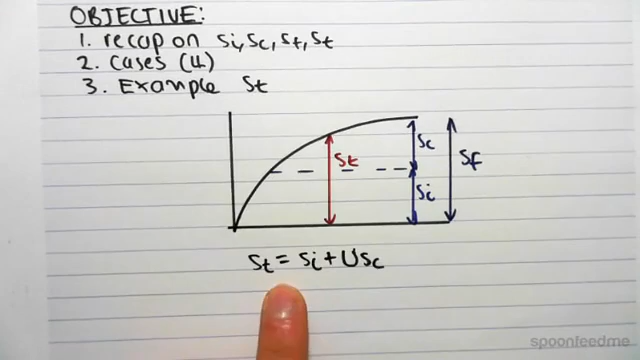 OBJECTIVE:
1. recap on Si, Sc, St, St
2. Cases (4)
3. Example St
Sc
St
Sf
Si
St = Si + USc
spoonfeedme